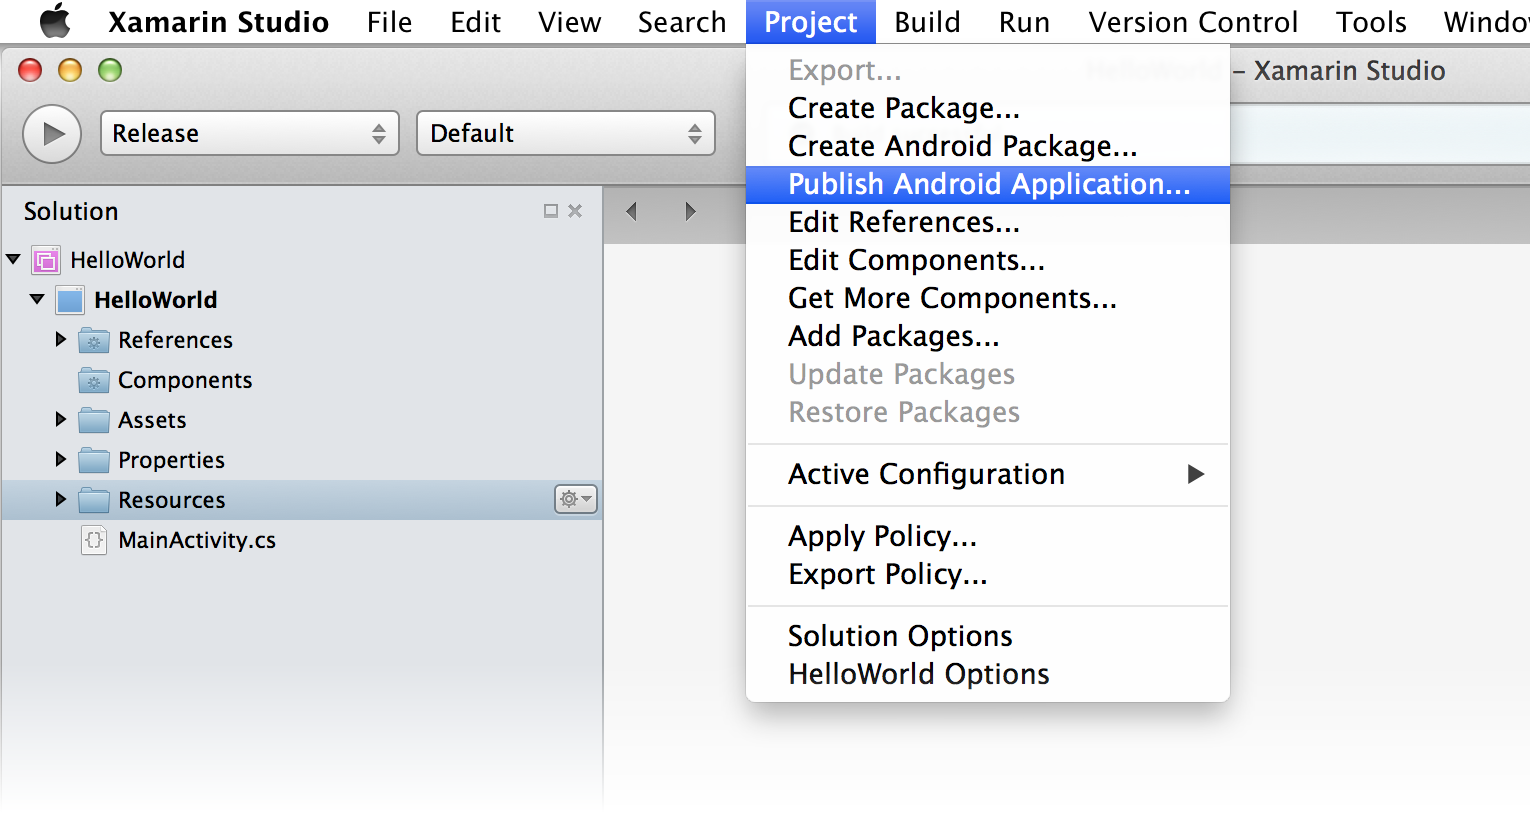 Xamarin Studio File Edit View Search Project Build Run Version Control Tools Windo
– Xamarin Studio
Release Default
Solution
HelloWorld
HelloWorld
References
Components
Assets
Properties
Resources
MainActivity.cs
Export...
Create Package...
Create Android Package...
Publish Android Application...
Edit References...
Edit Components...
Get More Components...
Add Packages...
Update Packages
Restore Packages
Active Configuration
Apply Policy...
Export Policy...
Solution Options
HelloWorld Options